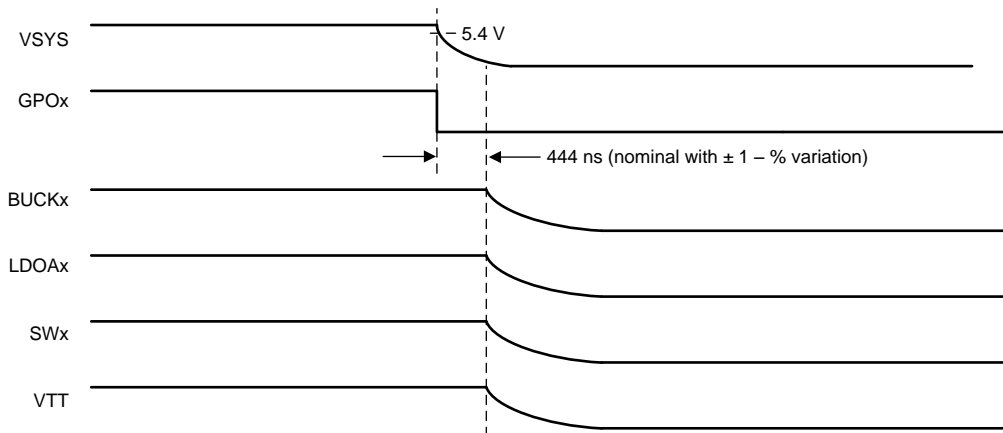 VSYS
5.4 V
GPOx
444 ns (nominal with ± 1 – % variation)
BUCKx
LDOAx
SWx
VTT